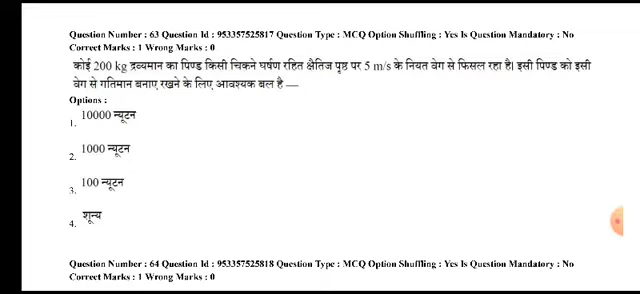 Question Number : 63 Question Id : 953357525817 Question Type : MCQ Option Shuffling : Yes Is Question Mandatory : No
Correct Marks : 1 Wrong Marks : 0
कोई 200 kg द्रव्यमान का पिण्ड किसी चिकने घर्षण रहित क्षैतिज पृष्ठ पर 5 m/s के नियत वेग से फिसल रहा है। इसी पिण्ड को इसी
वेग से गतिमान बनाए रखने के लिए आवश्यक बल है —
Options :
1. 10000 न्यूटन
2. 1000 न्यूटन
3. 100 न्यूटन
4. शून्य
Question Number : 64 Question Id : 953357525818 Question Type : MCQ Option Shuffling : Yes Is Question Mandatory : No
Correct Marks : 1 Wrong Marks : 0